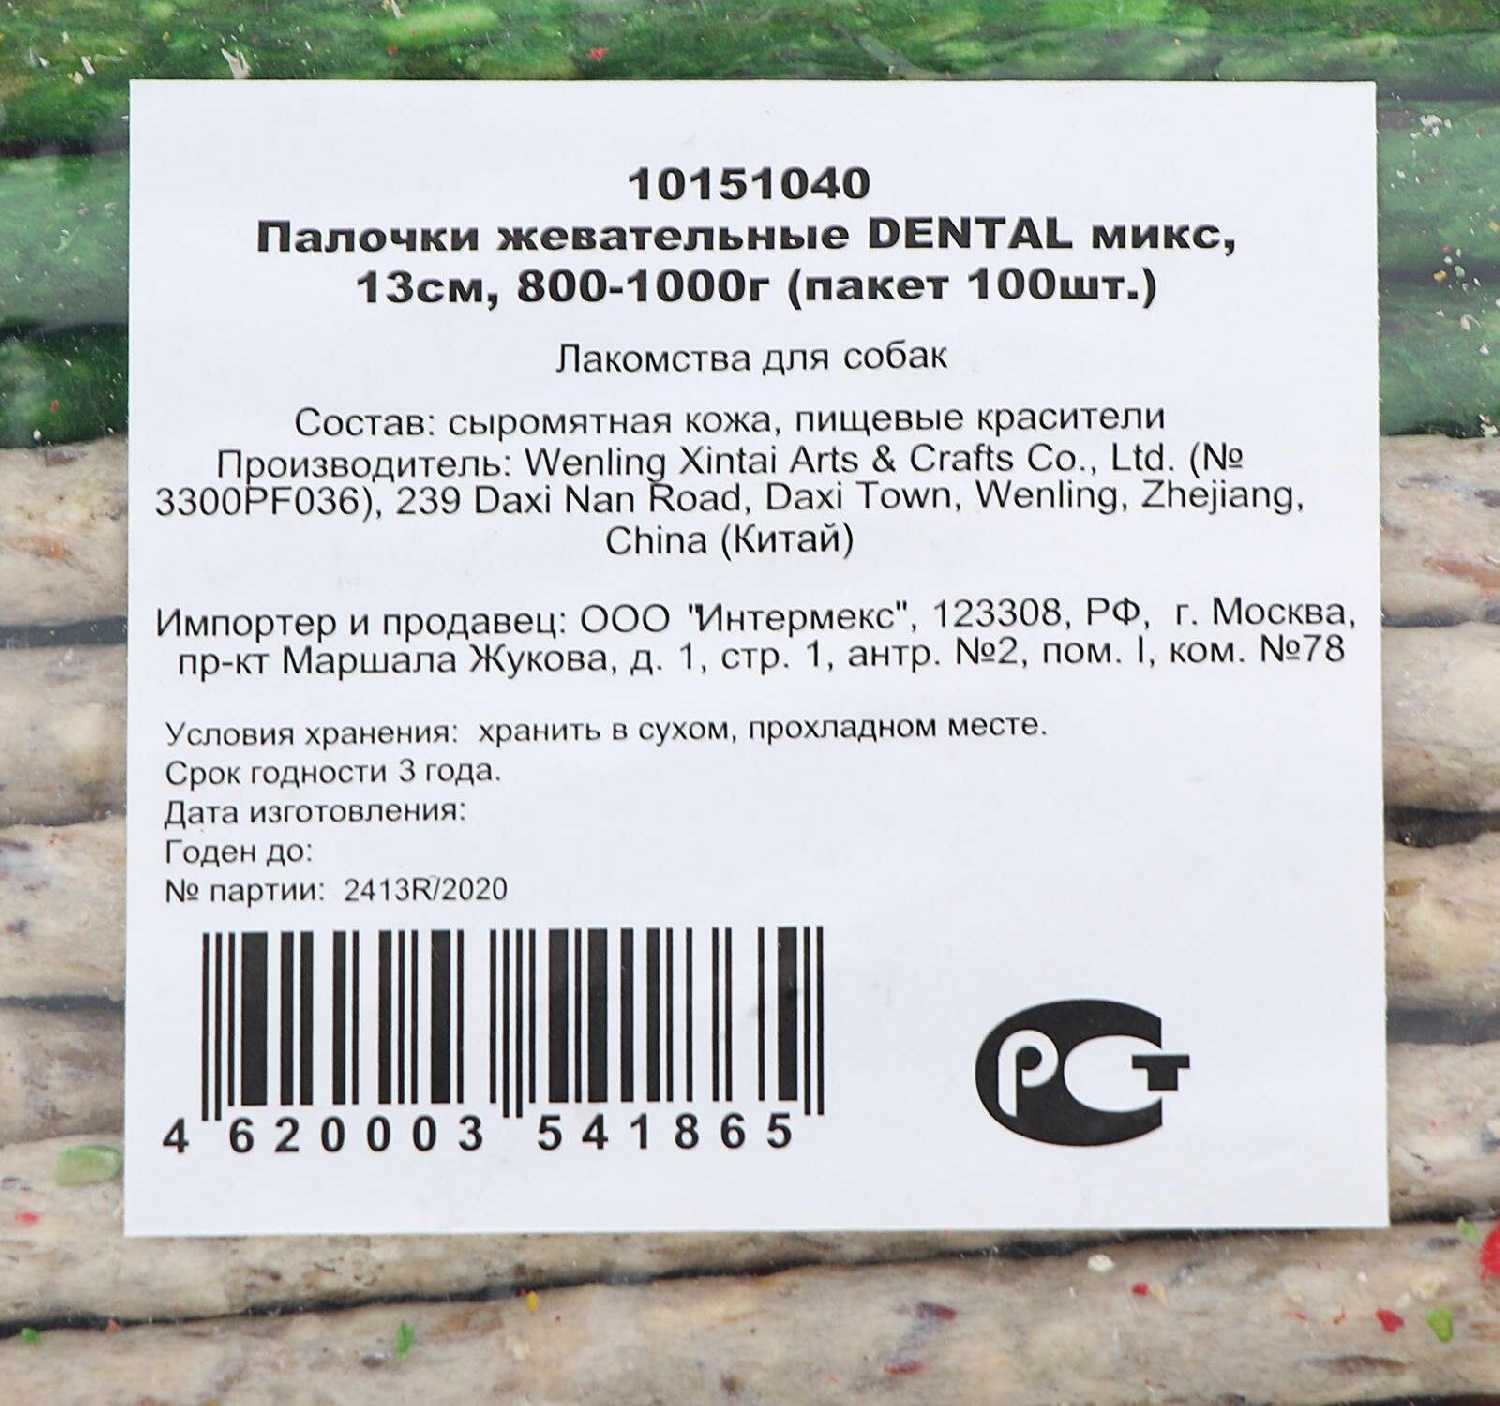 10151040
Палочки жевательные DENTAL микс,
13см, 800-1000г (пакет 100шт.)
Лакомства для собак
Состав: сыромятная кожа, пищевые красители
Производитель: Wenling Xintai Arts & Crafts Co., Ltd. (№
3300PF036), 239 Daxi Nan Road, Daxi Town, Wenling, Zhejiang,
China (Китай)
Импортер и продавец: ООО "Интермекс", 123308, РФ, г. Москва,
пр-кт Маршала Жукова, д. 1, стр. 1, антр. №2, пом. I, ком. №78
Условия хранения: хранить в сухом, прохладном месте.
Срок годности 3 года.
Дата изготовления:
Годен до:
№ партии: 2413R/2020
4 620003 541865
РСТ